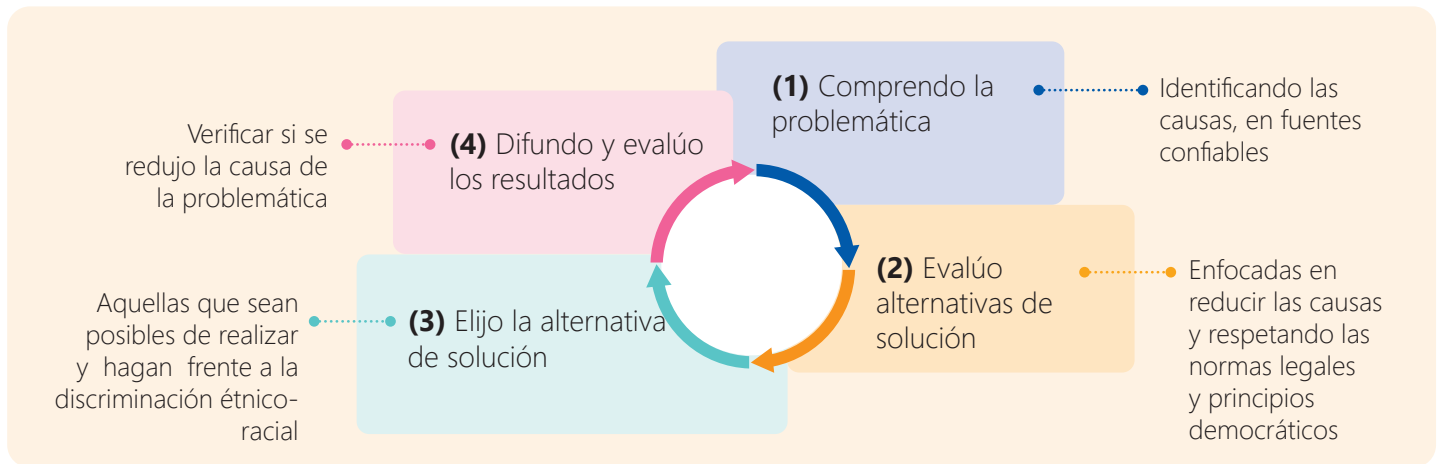 (1) Comprendo la
problemática
Identificando las
causas, en fuentes
confiables
(2) Evalúo
alternativas de
solución
Enfocadas en
reducir las causas
y respetando las
normas legales
y principios
democráticos
(3) Elijo la alternativa
de solución
Aquellas que sean
posibles de realizar
y hagan frente a la
discriminación étnico-
racial
(4) Difundo y evalúo
los resultados
Verificar si se
redujo la causa de
la problemática